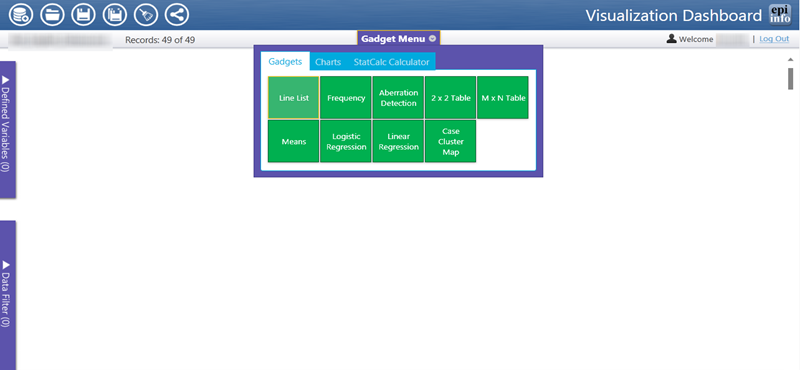 Visualization Dashboard
epi
info
Records: 49 of 49
Gadget Menu
Welcome
| Log Out
Gadgets
Charts
StatCalc Calculator
Line List
Frequency
Aberration
Detection
2 x 2 Table
M x N Table
Means
Logistic
Regression
Linear
Regression
Case
Cluster
Map
Defined Variables (0)
Data Filter (0)